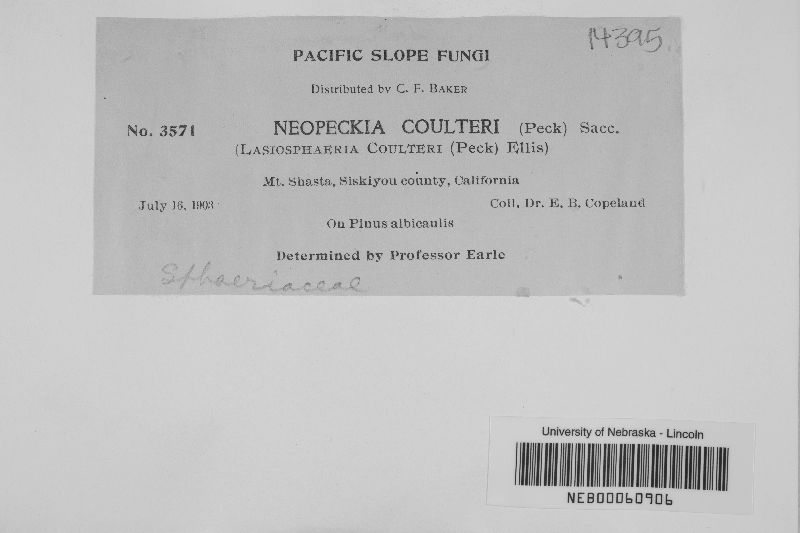 14395
PACIFIC SLOPE FUNGI
Distributed by C. F. BAKER
No. 3571 NEOPECKIA COULTERI (Peck) Sacc.
(LASIOSPHAERIA COULTERI (Peck) Ellis)
Mt. Shasta, Siskiyou county, California
July 16, 1903 Coll. Dr. E. B. Copeland
On Pinus albicaulis
Determined by Professor Earle
Sphaeriaceae
University of Nebraska - Lincoln
NEB00060906